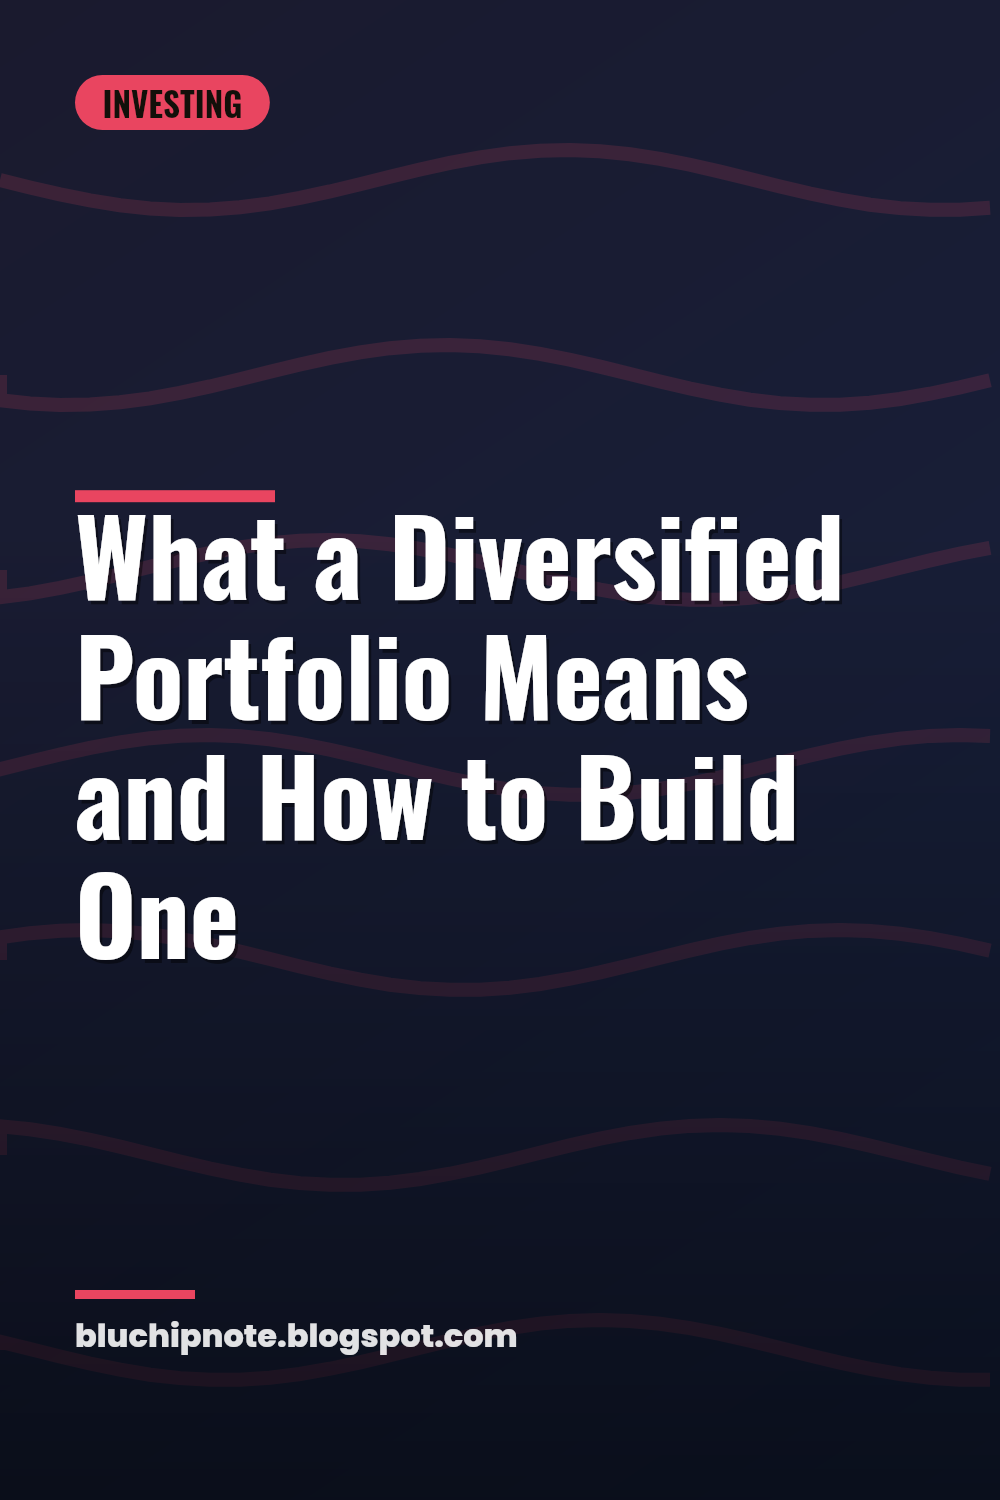 INVESTING
What a Diversified
Portfolio Means
and How to Build
One
bluchipnote.blogspot.com